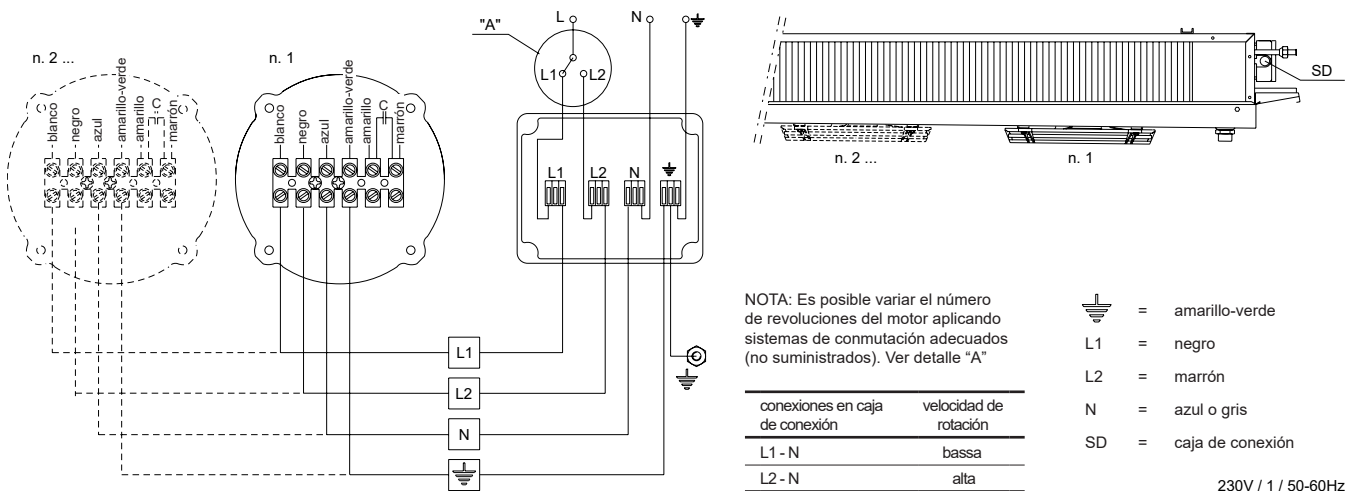 "A"
L
N
n. 2 ...
n. 1
L1
L2
SD
blanco
negro
azul
amarillo-verde
amarillo
C
marrón
blanco
negro
azul
amarillo-verde
amarillo
C
marrón
n. 2 ...
n. 1
L1
L2
N
L1
L2
N
NOTA: Es posible variar el número
de revoluciones del motor aplicando
sistemas de conmutación adecuados
(no suministrados). Ver detalle “A”
conexiones en caja velocidad de
de conexión rotación
L1 - N bassa
L2 - N alta
= amarillo-verde
L1 = negro
L2 = marrón
N = azul o gris
SD = caja de conexión
230V / 1 / 50-60Hz